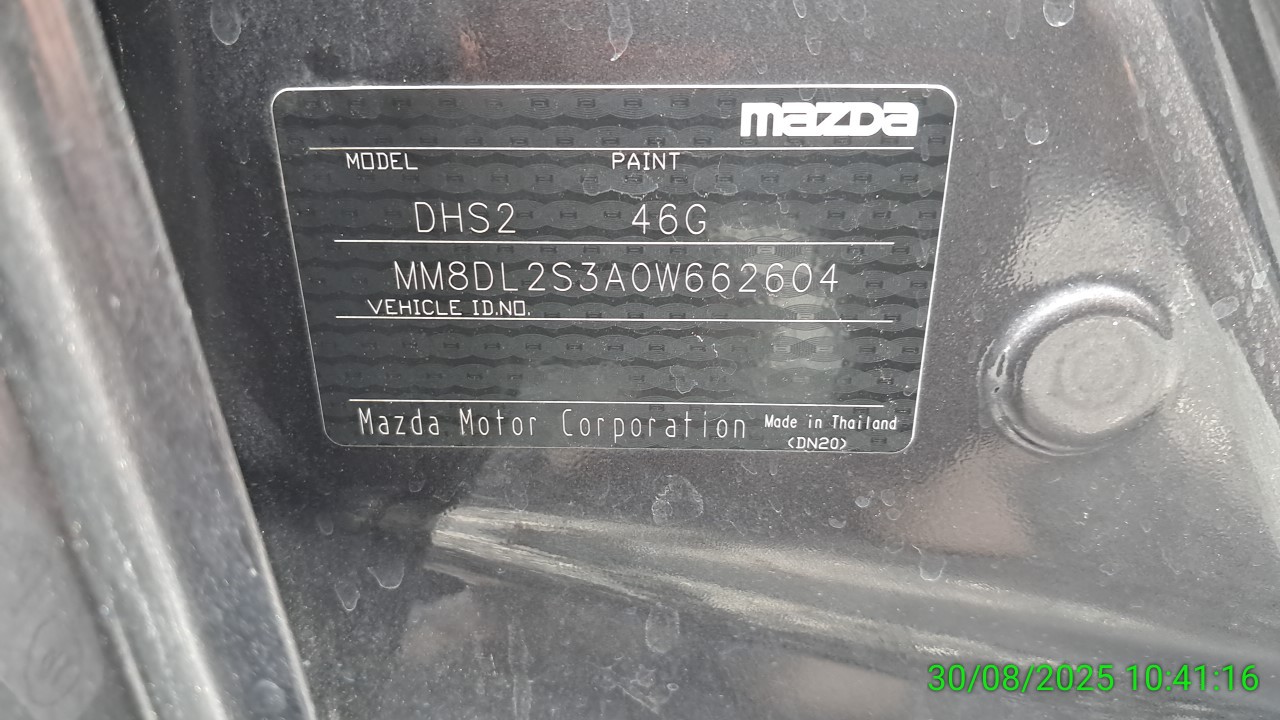 mazda
MODEL PAINT
DHS2 46G
MM8DL2S3A0W662604
VEHICLE ID.NO.
Mazda Motor Corporation Made in Thailand
(DN20)
30/08/2025 10:41:16